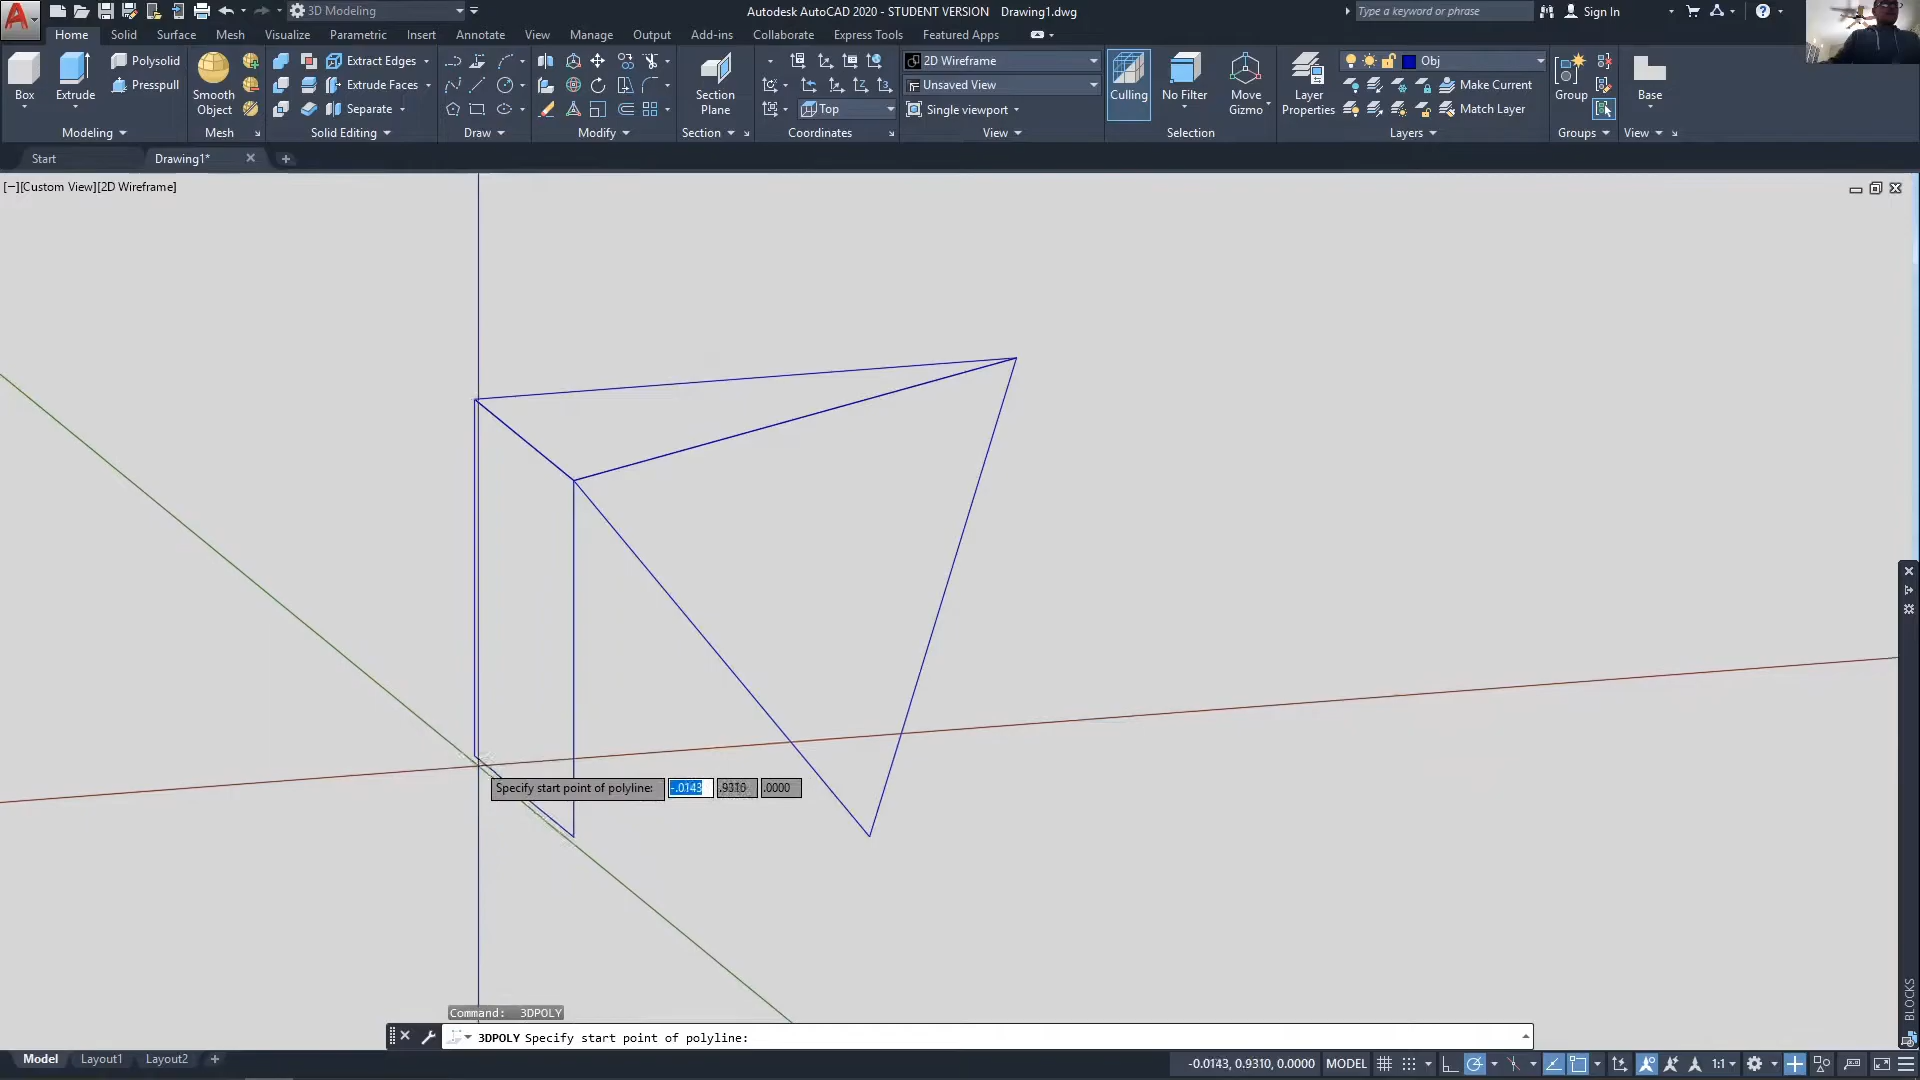 3D Modeling
Autodesk AutoCAD 2020 - STUDENT VERSION Drawing1.dwg
Type a keyword or phrase
Sign In
Home Solid Surface Mesh Visualize Parametric Insert Annotate View Manage Output Add-ins Collaborate Express Tools Featured Apps
Box
Extrude
Polysolid
Presspull
Modeling
Smooth
Object
Mesh
Extract Edges
Extrude Faces
Separate
Solid Editing
Draw
Modify
Section
Plane
Section
Top
Coordinates
2D Wireframe
Unsaved View
Single viewport
View
Culling
No Filter
Move
Gizmo
Selection
Layer
Properties
Obj
Make Current
Match Layer
Layers
Group
Groups
Base
View
Start
Drawing1*
[−][Custom View][2D Wireframe]
Specify start point of polyline: -.0143 .9310 .0000
BLOCKS
Command: 3DPOLY
3DPOLY Specify start point of polyline:
Model Layout1 Layout2
-0.0143, 0.9310, 0.0000 MODEL 1:1